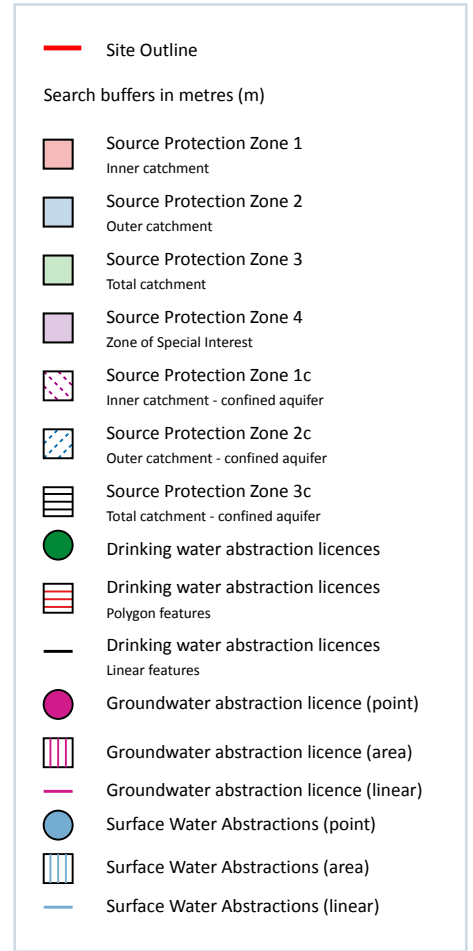 Site Outline
Search buffers in metres (m)
Source Protection Zone 1
Inner catchment
Source Protection Zone 2
Outer catchment
Source Protection Zone 3
Total catchment
Source Protection Zone 4
Zone of Special Interest
Source Protection Zone 1c
Inner catchment - confined aquifer
Source Protection Zone 2c
Outer catchment - confined aquifer
Source Protection Zone 3c
Total catchment - confined aquifer
Drinking water abstraction licences
Drinking water abstraction licences
Polygon features
Drinking water abstraction licences
Linear features
Groundwater abstraction licence (point)
Groundwater abstraction licence (area)
Groundwater abstraction licence (linear)
Surface Water Abstractions (point)
Surface Water Abstractions (area)
Surface Water Abstractions (linear)